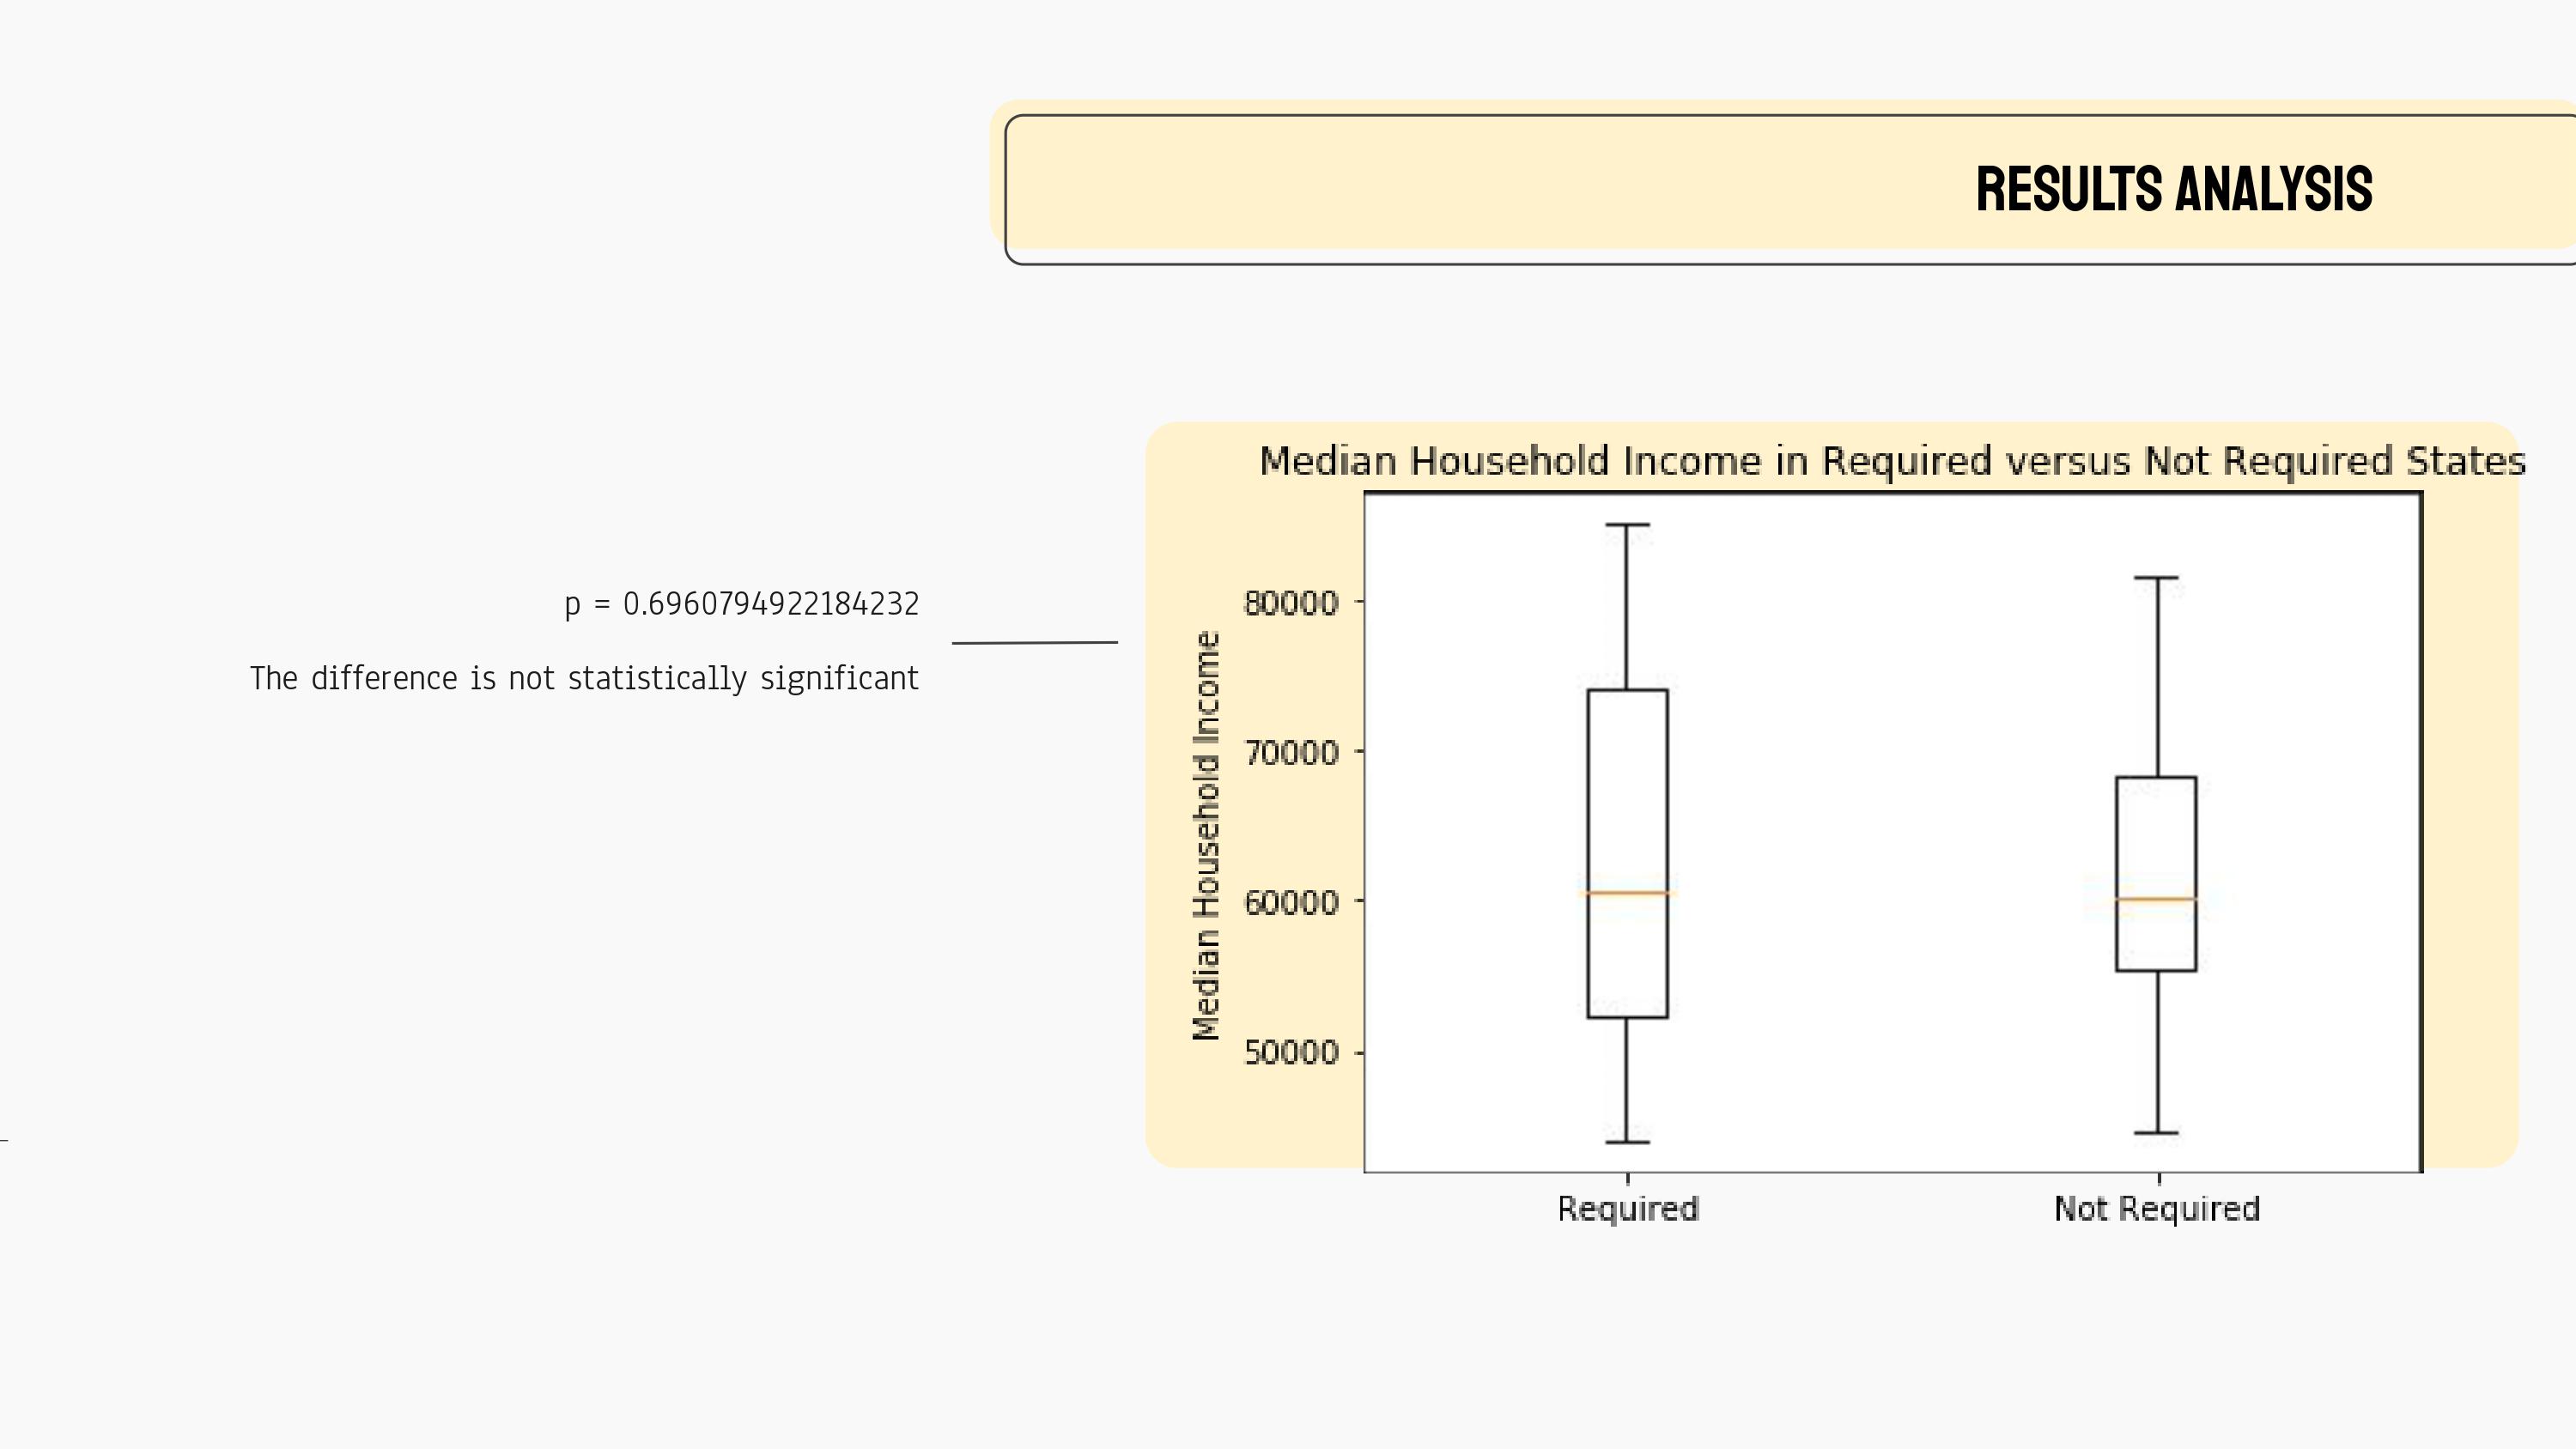 RESULTS ANALYSIS
p = 0.6960794922184232
The difference is not statistically significant
Median Household Income in Required versus Not Required States
Median Household Income
80000
70000
60000
50000
Required
Not Required